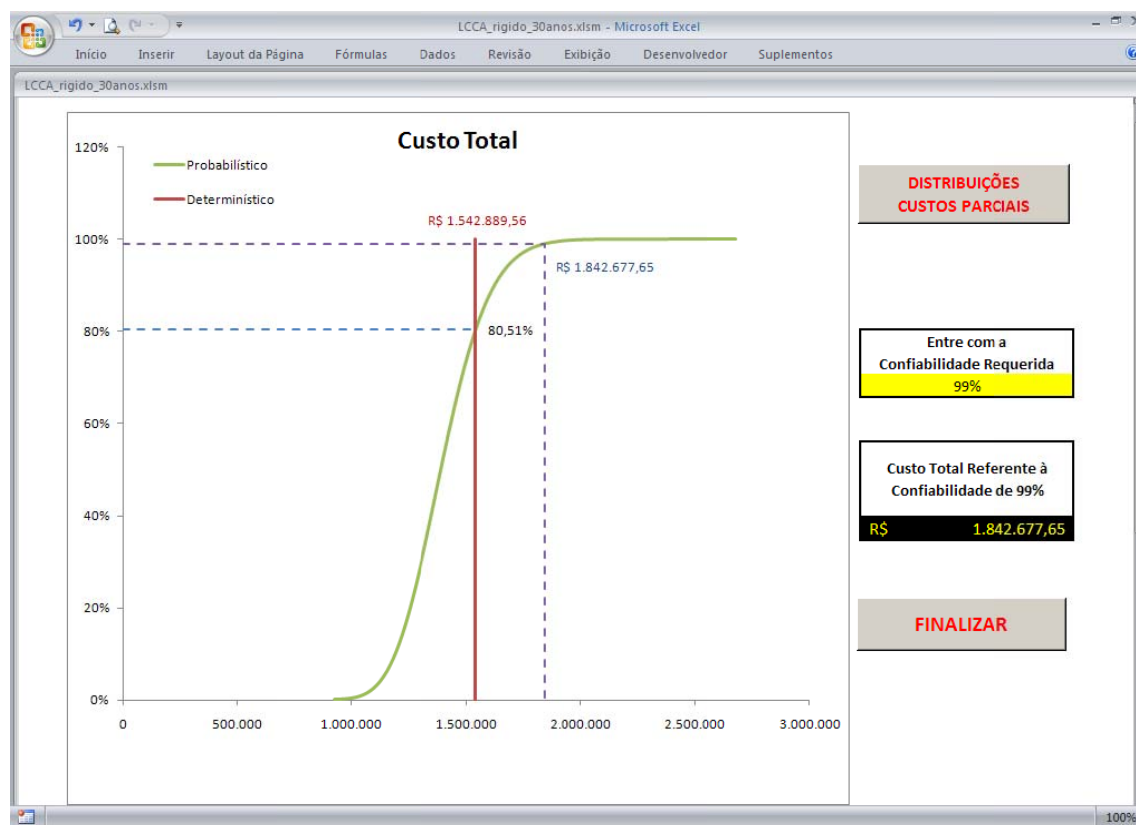 LCCA_rigido_30anos.xlsm - Microsoft Excel
Início Inserir Layout da Página Fórmulas Dados Revisão Exibição Desenvolvedor Suplementos
LCCA_rigido_30anos.xlsm
Custo Total
120%
Probabilístico
Determinístico
R$ 1.542.889,56
100%
R$ 1.842.677,65
80%
80,51%
60%
40%
20%
0%
0 500.000 1.000.000 1.500.000 2.000.000 2.500.000 3.000.000
DISTRIBUIÇÕES
CUSTOS PARCIAIS
Entre com a
Confiabilidade Requerida
99%
Custo Total Referente à
Confiabilidade de 99%
R$ 1.842.677,65
FINALIZAR
100%